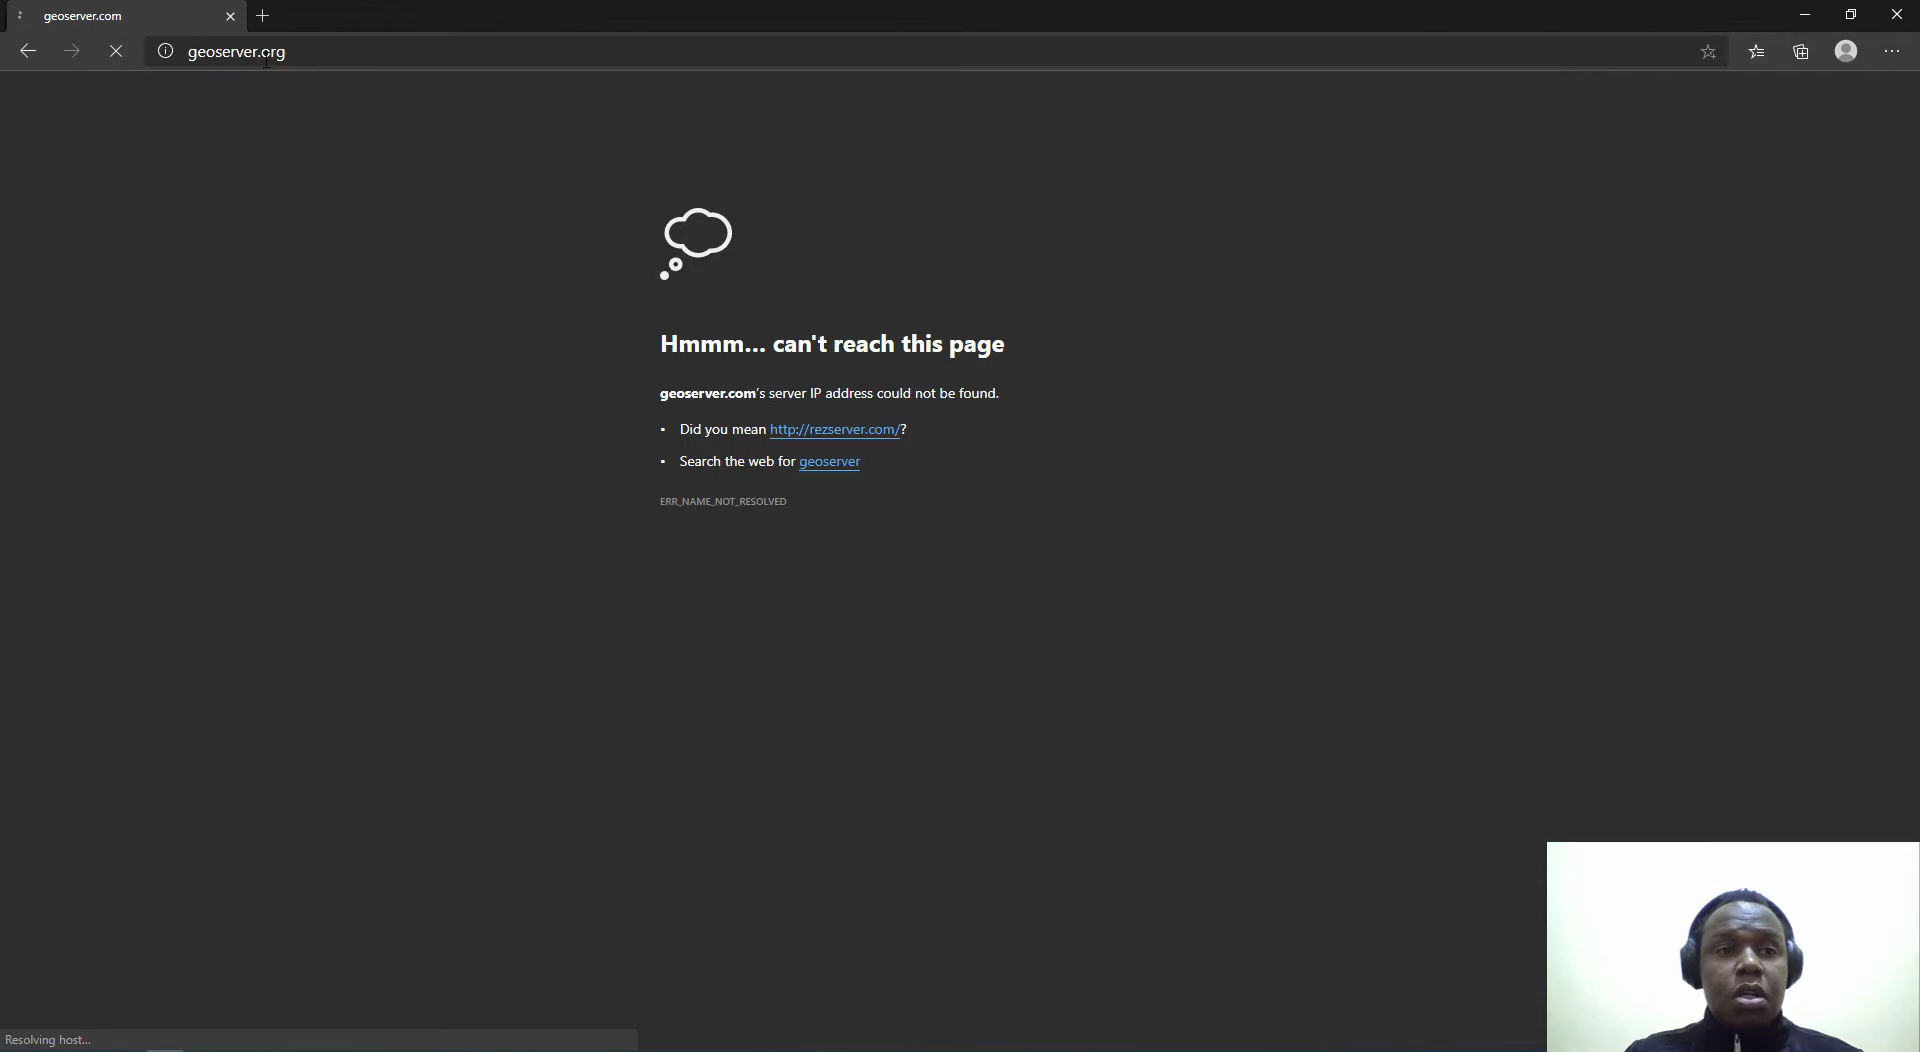 geoserver.com
geoserver.org
Hmmm... can't reach this page
geoserver.com's server IP address could not be found.
• Did you mean http://rezserver.com/?
• Search the web for geoserver
ERR_NAME_NOT_RESOLVED
Resolving host...